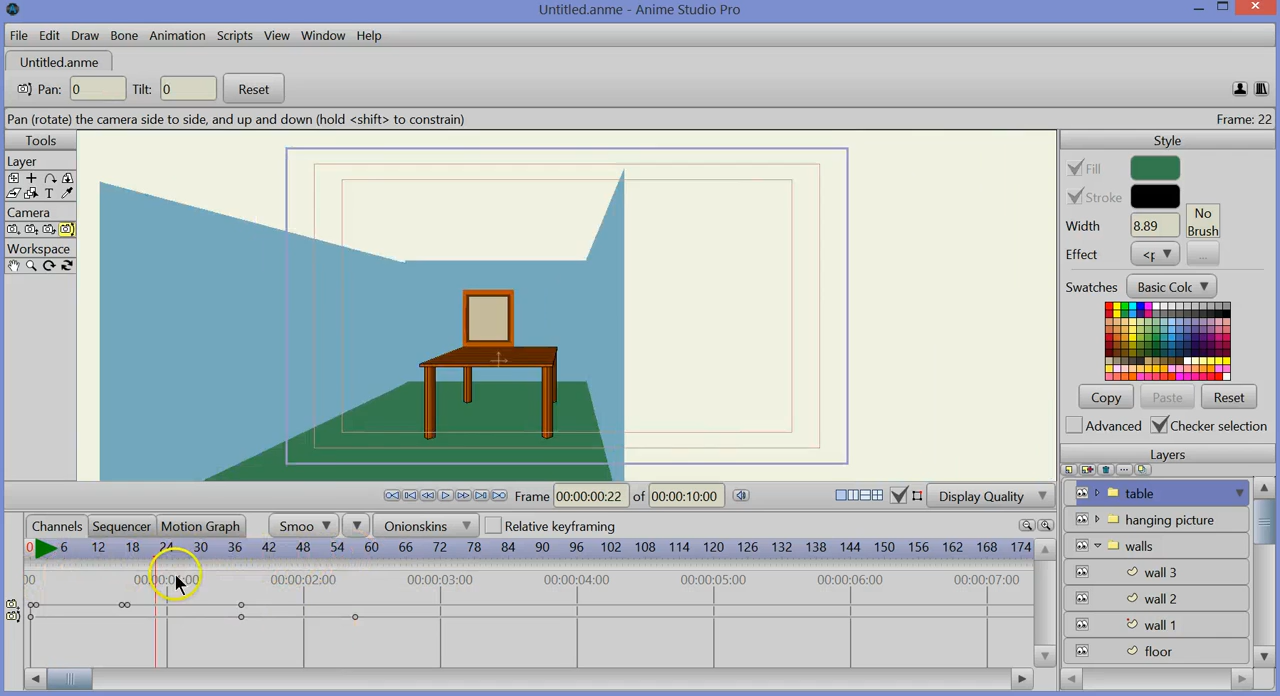 Untitled.anme - Anime Studio Pro
File Edit Draw Bone Animation Scripts View Window Help
Untitled.anme
Pan: 0 Tilt: 0 Reset
Pan (rotate) the camera side to side, and up and down (hold <shift> to constrain) Frame: 22
Tools Style
Layer
Fill
Stroke
Camera
Width 8.89 No Brush
Workspace
Effect <p ...
Swatches Basic Colc
Copy Paste Reset
Advanced Checker selection
Layers
table
Frame 00:00:00:22 of 00:00:10:00 Display Quality
hanging picture
Channels Sequencer Motion Graph Smoo Onionskins Relative keyframing
walls
0 6 12 18 24 30 36 42 48 54 60 66 72 78 84 90 96 102 108 114 120 126 132 138 144 150 156 162 168 174
wall 3
00:00:02:00 00:00:03:00 00:00:04:00 00:00:05:00 00:00:06:00 00:00:07:00
wall 2
wall 1
floor